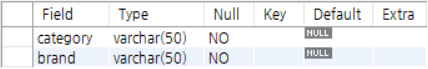 Field Type Null Key Default Extra
category varchar(50) NO NULL
brand varchar(50) NO NULL